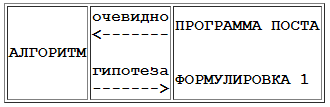 очевидно
<-------
ПРОГРАММА ПОСТА
АЛГОРИТМ
гипотеза
------->
ФОРМУЛИРОВКА 1